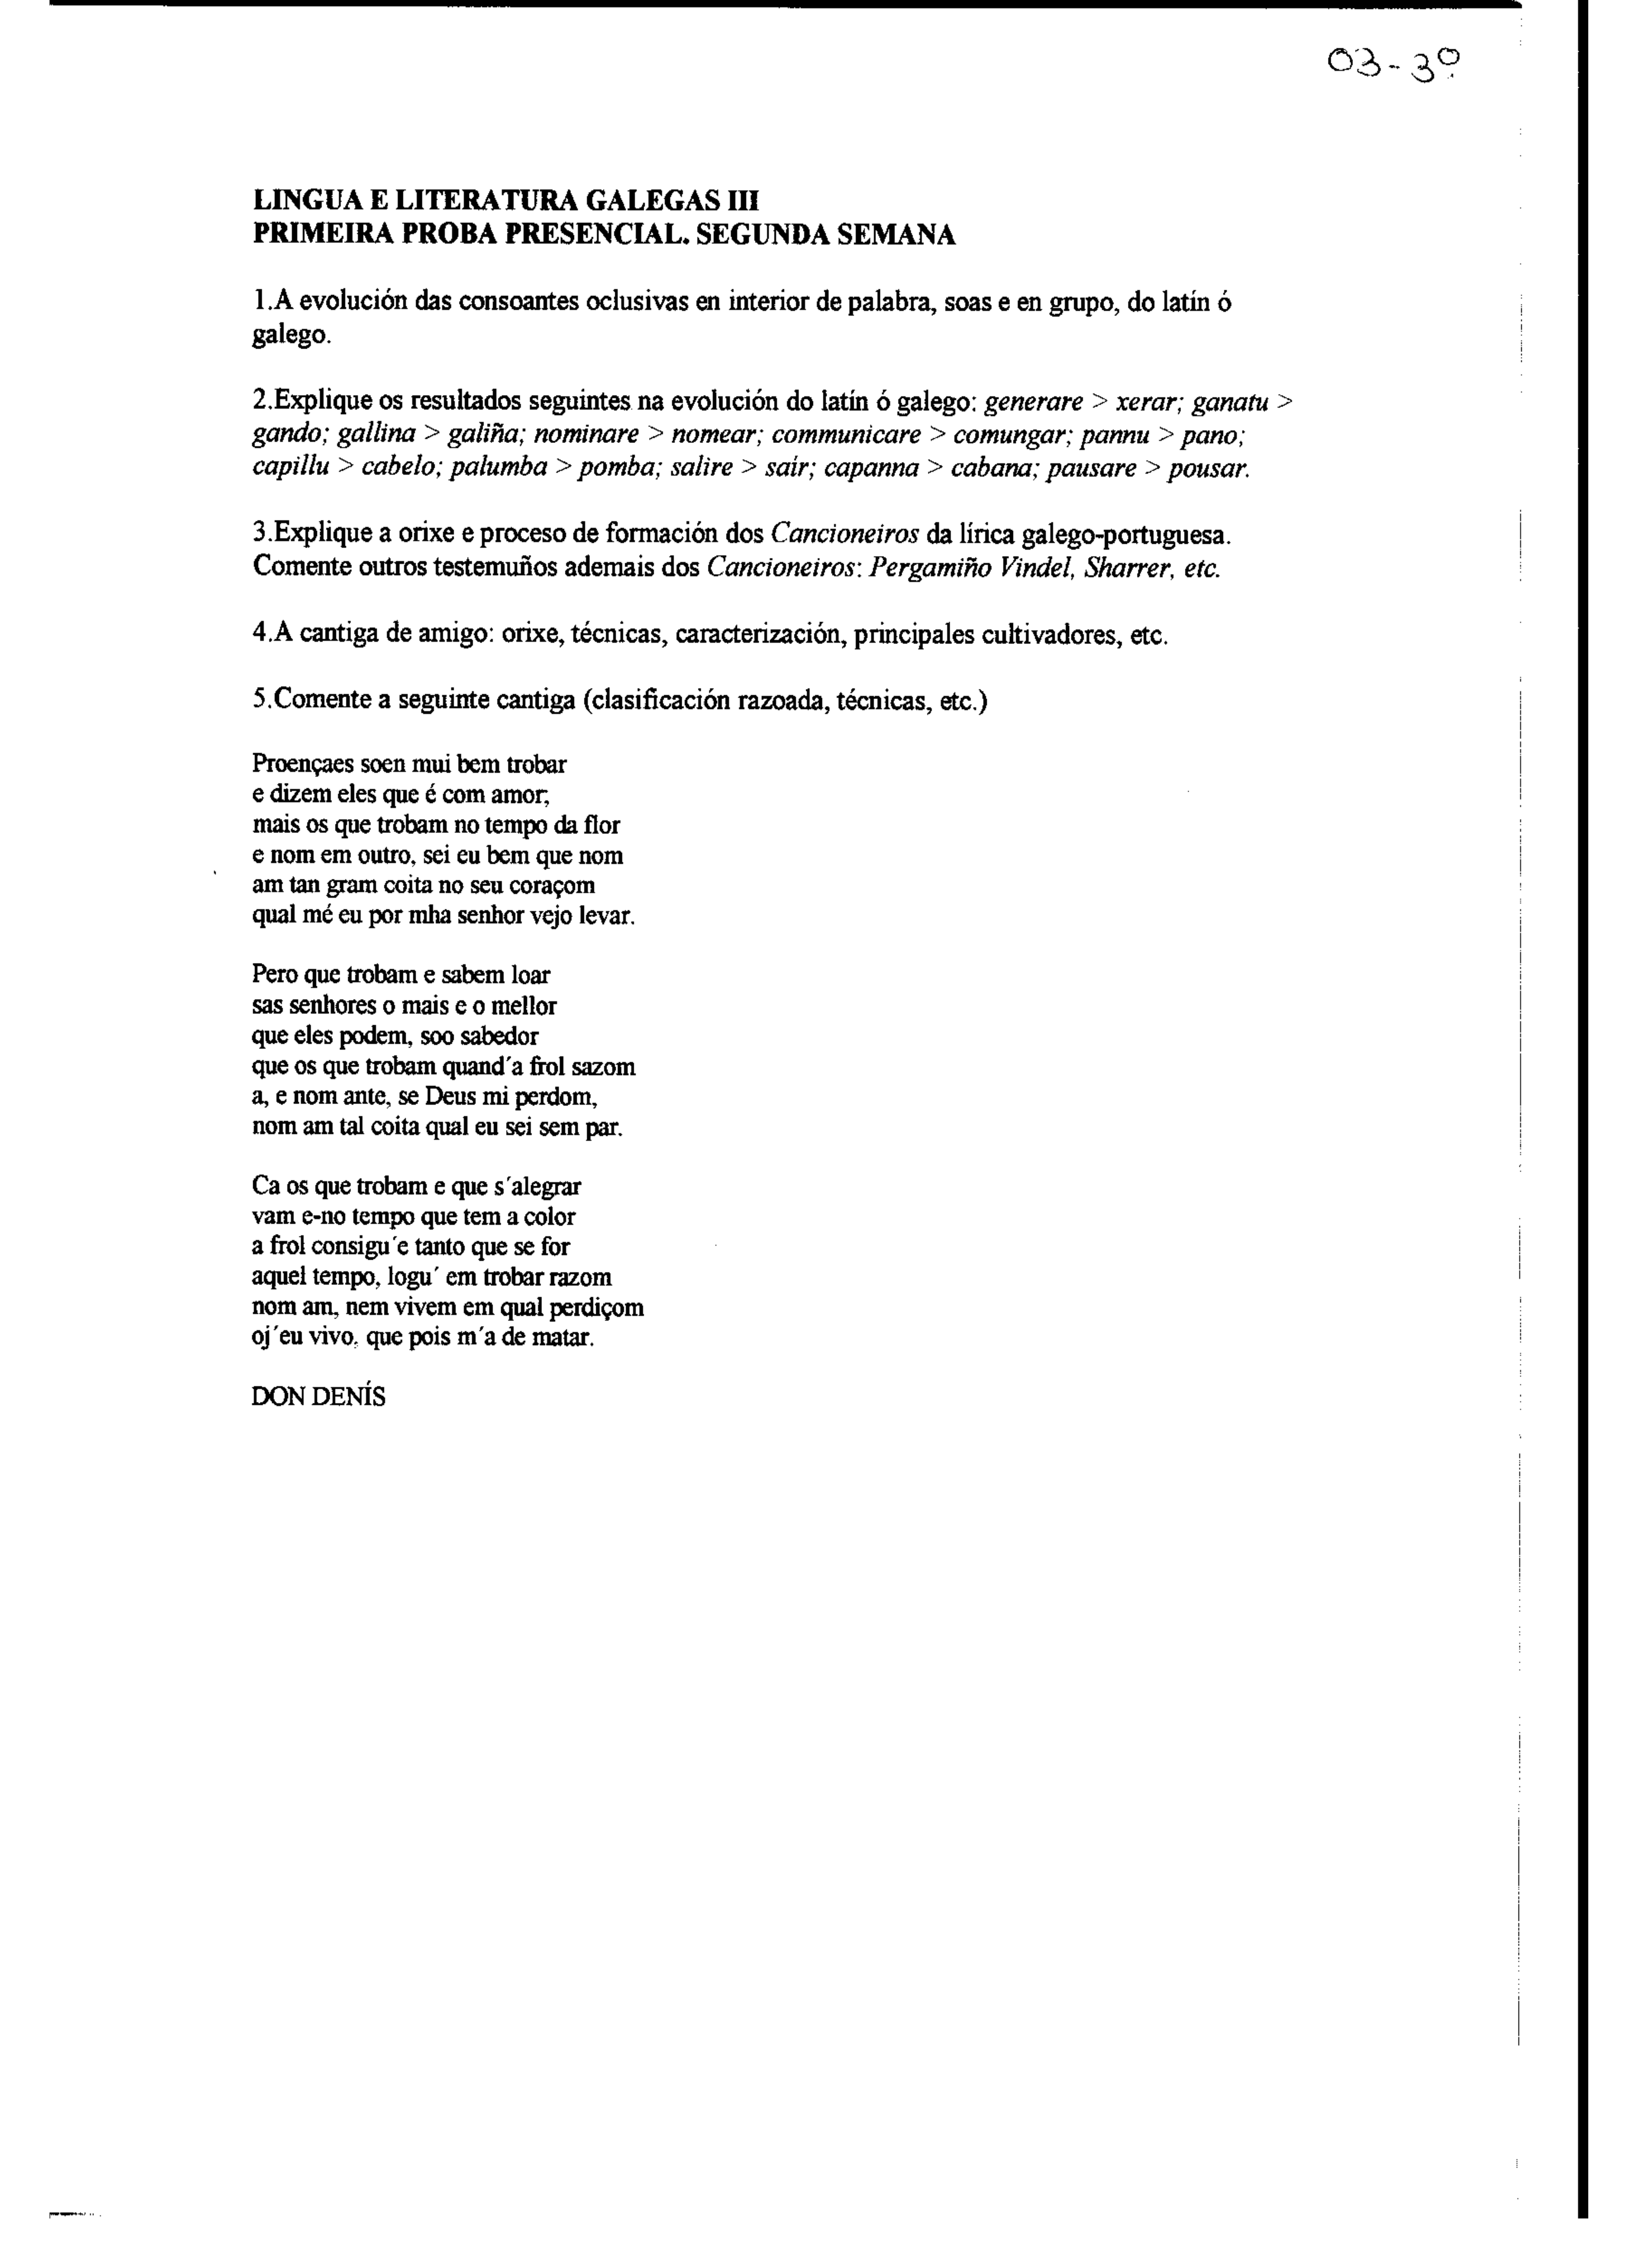 03-3º
LINGUA E LITERATURA GALEGAS III
PRIMEIRA PROBA PRESENCIAL. SEGUNDA SEMANA
1.A evolución das consoantes oclusivas en interior de palabra, soas e en grupo, do latín ó
galego.
2.Explique os resultados seguintes na evolución do latín ó galego: generare > xerar; ganatu >
gando; gallina > galiña; nominare > nomear; communicare > comungar; pannu > pano;
capillu > cabelo; palumba > pomba; salire > saír; capanna > cabana; pausare > pousar.
3.Explique a orixe e proceso de formación dos Cancioneiros da lírica galego-portuguesa.
Comente outros testemuños ademais dos Cancioneiros: Pergamiño Vindel, Sharrer, etc.
4.A cantiga de amigo: orixe, técnicas, caracterización, principales cultivadores, etc.
5.Comente a seguinte cantiga (clasificación razoada, técnicas, etc.)
Proençaes soen mui bem trobar
e dizem eles que é com amor;
mais os que trobam no tempo da flor
e nom em outro, sei eu bem que nom
am tan gram coita no seu coraçom
qual mé eu por mha senhor vejo levar.
Pero que trobam e sabem loar
sas senhores o mais e o mellor
que eles podem, soo sabedor
que os que trobam quand´a frol sazom
a, e nom ante, se Deus mi perdom,
nom am tal coita qual eu sei sem par.
Ca os que trobam e que s´alegrar
vam e-no tempo que tem a color
a frol consigu´e tanto que se for
aquel tempo, logu´ em trobar razom
nom am, nem vivem em qual perdiçom
oj´eu vivo, que pois m´a de matar.
DON DENÍS